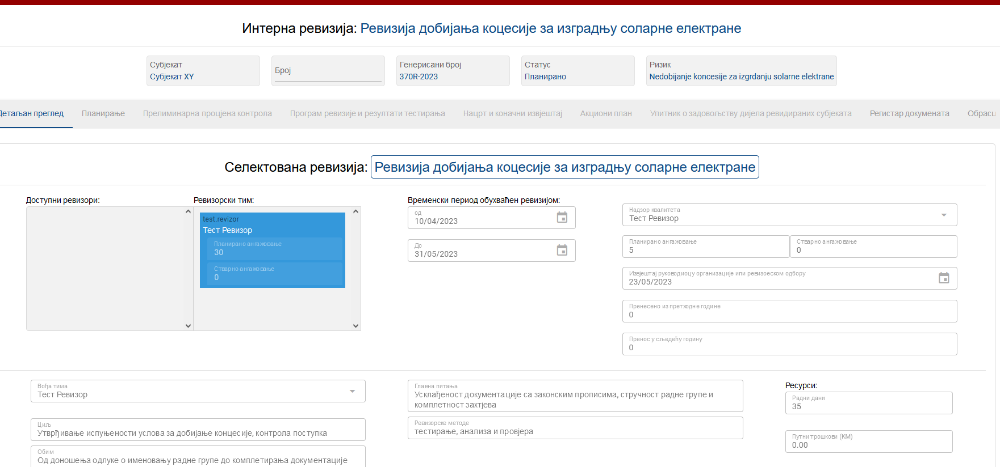 Интерна ревизија: Ревизија добијања коцесије за изградњу соларне електране
Субјекат
Субјекат XY
Број
Генерисани број
370R-2023
Статус
Планирано
Ризик
Nedobijanje koncesije za izgrdanju solarne elektrane
Детаљан преглед
Планирање
Прелиминарна процјена контрола
Програм ревизије и резултати тестирања
Нацрт и коначни извјештај
Акциони план
Упитник о задовољству дијела ревидираних субјеката
Регистар докумената
Обрасц
Селектована ревизија: Ревизија добијања коцесије за изградњу соларне електране
Доступни ревизори:
Ревизорски тим:
test.revizor
Тест Ревизор
Планирано ангажовање
30
Стварно ангажовање
0
Временски период обухваћен ревизијом:
од
10/04/2023
До
31/05/2023
Надзор квалитета
Тест Ревизор
Планирано ангажовање
5
Стварно ангажовање
0
Извјештај руководиоцу организације или ревизоеском одбору
23/05/2023
Пренесено из претходне године
0
Пренос у сљедећу годину
0
Вођа тима
Тест Ревизор
Циљ
Утврђивање испуњености услова за добијање концесије, контрола поступка
Обим
Од доношења одлуке о именовању радне групе до комплетирања документације
Главна питања
Усклађеност документације са законским прописима, стручност радне групе и
комплетност захтјева
Ревизорске методе
тестирање, анализа и провјера
Ресурси:
Радни дани
35
Путни трошкови (КМ)
0.00